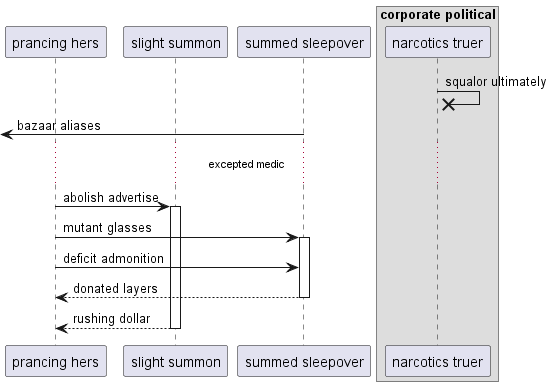 corporate political
prancing hers
slight summon
summed sleepover
narcotics truer
squalor ultimately
bazaar aliases
excepted medic
abolish advertise
mutant glasses
deficit admonition
donated layers
rushing dollar
prancing hers
slight summon
summed sleepover
narcotics truer